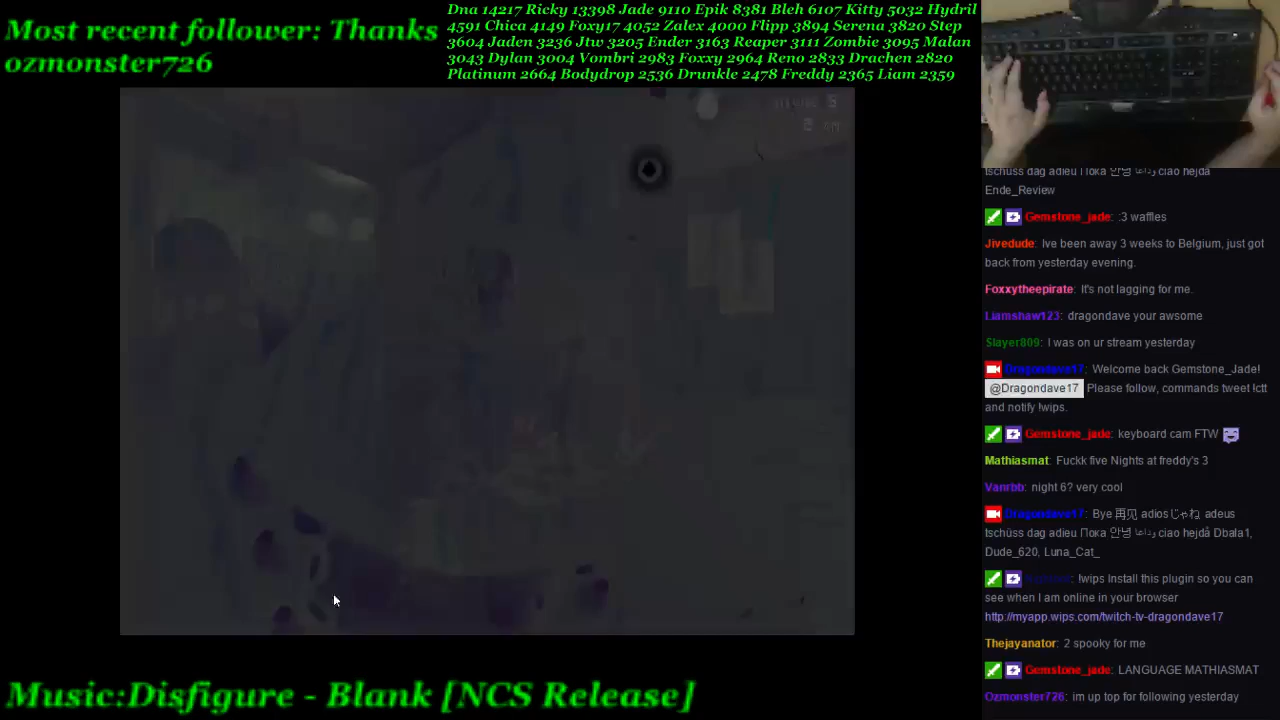 Most recent follower: Thanks
ozmonster726
Dna 14217 Ricky 13398 Jade 9110 Epik 8381 Bleh 6107 Kitty 5032 Hydril
4591 Chica 4149 Foxy17 4052 Zalex 4000 Flipp 3894 Serena 3820 Step
3604 Jaden 3236 Jtw 3205 Ender 3163 Reaper 3111 Zombie 3095 Malan
3043 Dylan 3004 Vombri 2983 Foxxy 2964 Reno 2833 Drachen 2820
Platinum 2664 Bodydrop 2536 Drunkle 2478 Freddy 2365 Liam 2359
tschüss dag adieu Пока 안녕 وداعا ciao hejdå
Ende_Review
Gemstone_jade: :3 waffles
Jivedude: Ive been away 3 weeks to Belgium, just got
back from yesterday evening.
Foxxytheepirate: It's not lagging for me.
Liamshaw123: dragondave your awsome
Slayer809: I was on ur stream yesterday
Dragondave17: Welcome back Gemstone_Jade!
@Dragondave17 Please follow, commands tweet !ctt
and notify !wips.
Gemstone_jade: keyboard cam FTW
Mathiasmat: Fuckk five Nights at freddy's 3
Vanrbb: night 6? very cool
Dragondave17: Bye 再见 adios じゃね adeus
tschüss dag adieu Пока 안녕 وداعا ciao hejdå Dbala1,
Dude_620, Luna_Cat_
: !wips Install this plugin so you can
see when I am online in your browser
http://myapp.wips.com/twitch-tv-dragondave17
Thejayanator: 2 spooky for me
Gemstone_jade: LANGUAGE MATHIASMAT
Ozmonster726: im up top for following yesterday
Music:Disfigure - Blank [NCS Release]